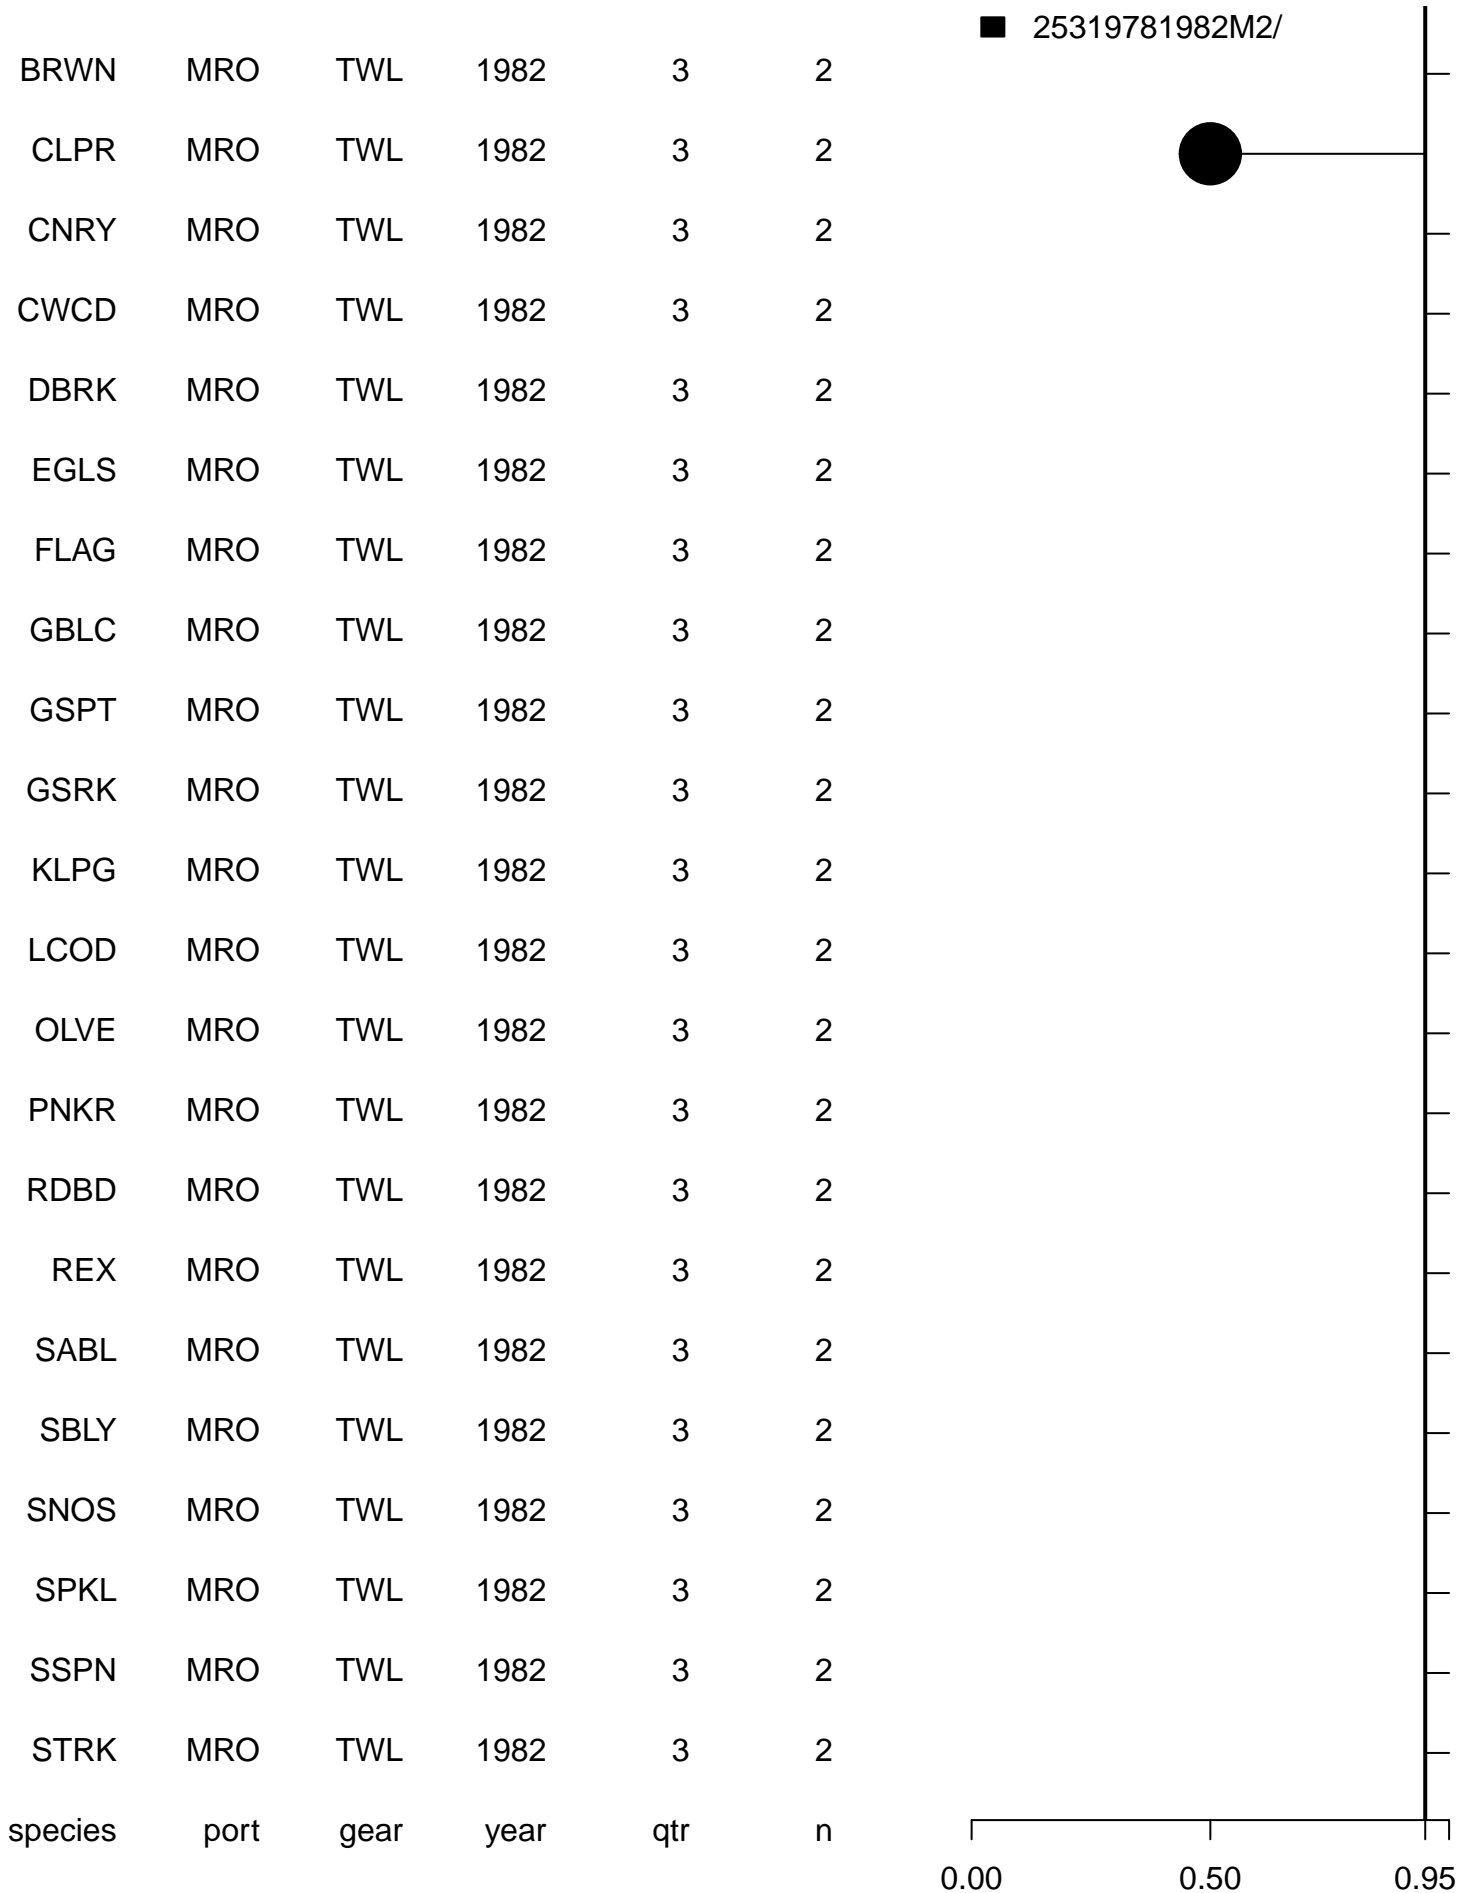 25319781982M2/
BRWN MRO TWL 1982 3 2
CLPR MRO TWL 1982 3 2
CNRY MRO TWL 1982 3 2
CWCD MRO TWL 1982 3 2
DBRK MRO TWL 1982 3 2
EGLS MRO TWL 1982 3 2
FLAG MRO TWL 1982 3 2
GBLC MRO TWL 1982 3 2
GSPT MRO TWL 1982 3 2
GSRK MRO TWL 1982 3 2
KLPG MRO TWL 1982 3 2
LCOD MRO TWL 1982 3 2
OLVE MRO TWL 1982 3 2
PNKR MRO TWL 1982 3 2
RDBD MRO TWL 1982 3 2
REX MRO TWL 1982 3 2
SABL MRO TWL 1982 3 2
SBLY MRO TWL 1982 3 2
SNOS MRO TWL 1982 3 2
SPKL MRO TWL 1982 3 2
SSPN MRO TWL 1982 3 2
STRK MRO TWL 1982 3 2
species port gear year qtr n
0.00 0.50 0.95